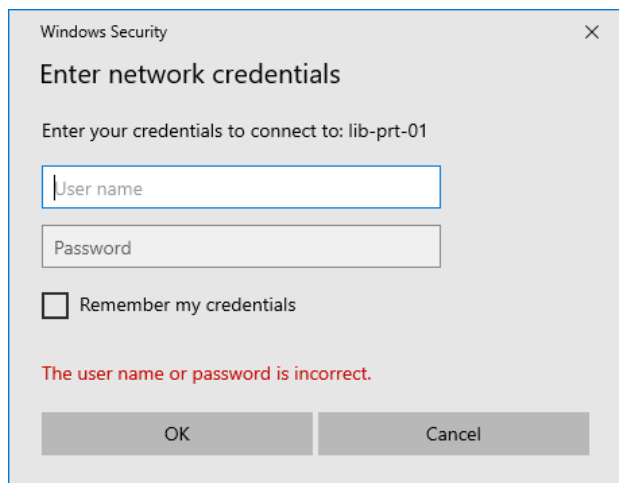 Windows Security
Enter network credentials
Enter your credentials to connect to: lib-prt-01
User name
Password
Remember my credentials
The user name or password is incorrect.
OK
Cancel